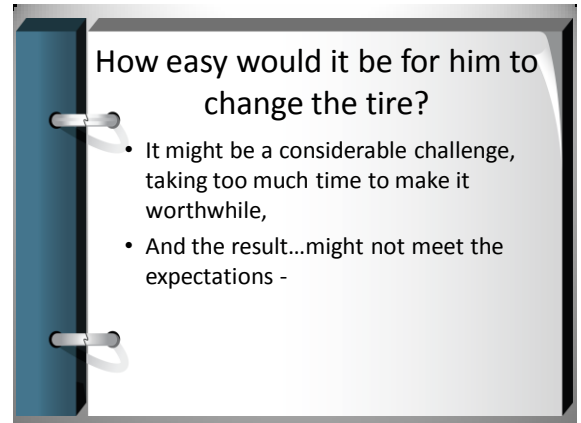 How easy would it be for him to
change the tire?
• It might be a considerable challenge,
taking too much time to make it
worthwhile,
• And the result…might not meet the
expectations -